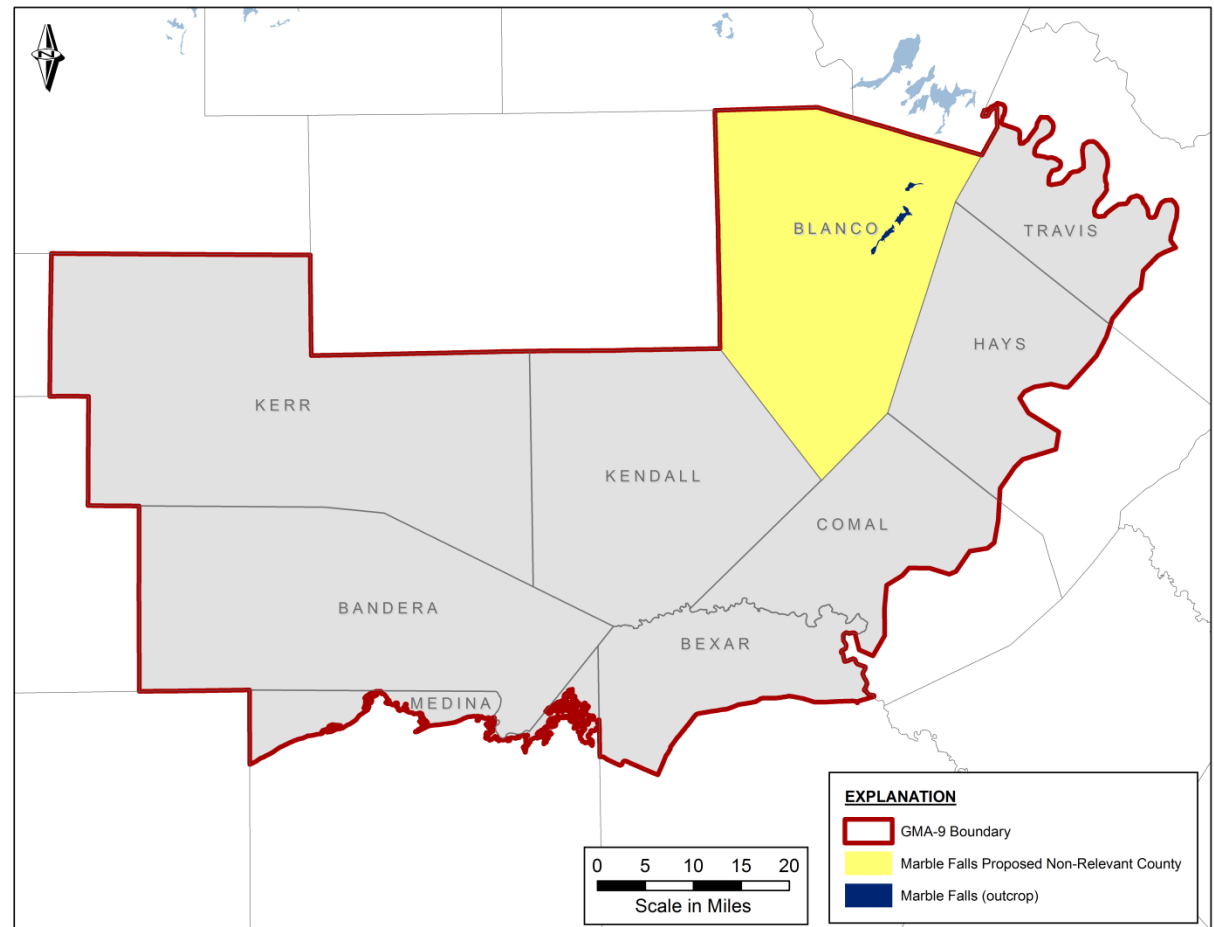 N
BLANCO
TRAVIS
HAYS
KERR
KENDALL
COMAL
BANDERA
BEXAR
MEDINA
EXPLANATION
GMA-9 Boundary
Marble Falls Proposed Non-Relevant County
Marble Falls (outcrop)
0 5 10 15 20
Scale in Miles